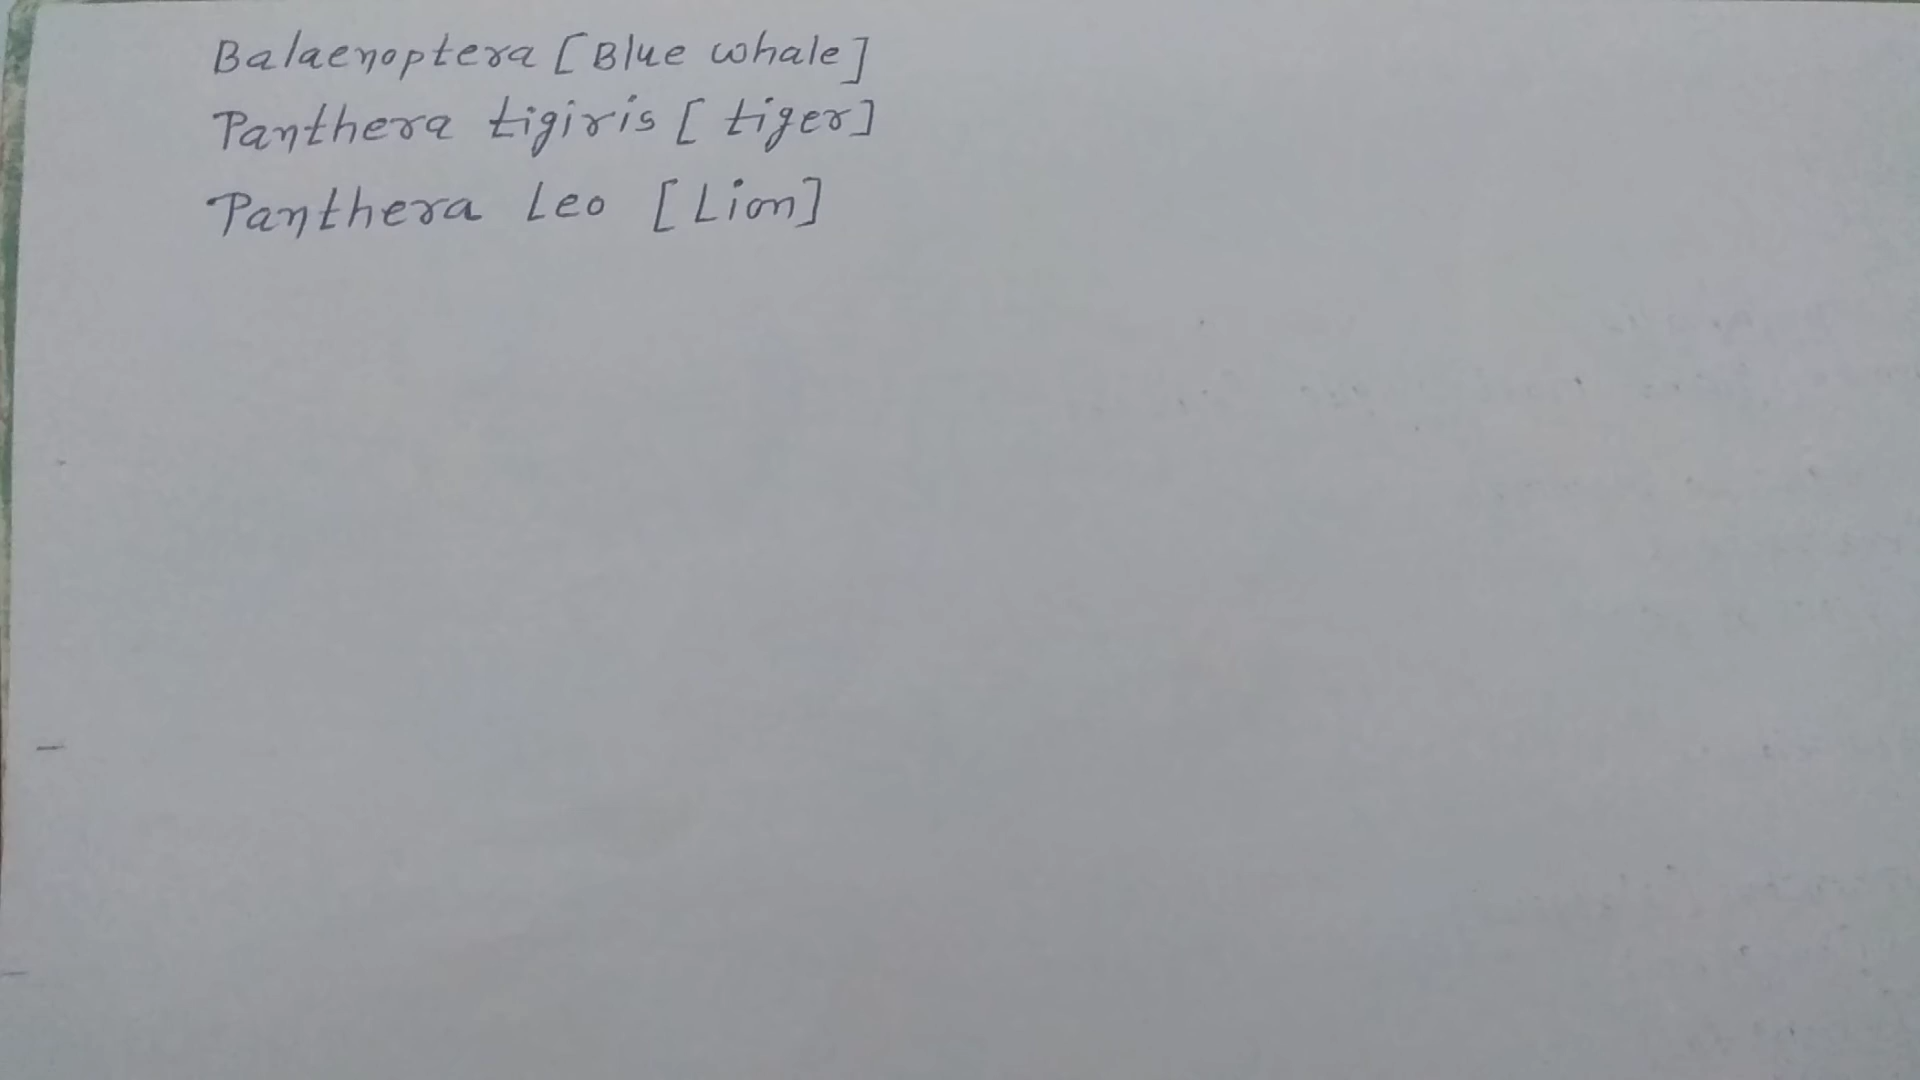 Balaenoptera [Blue whale]
Panthera tigiris [tiger]
Panthera Leo [Lion]